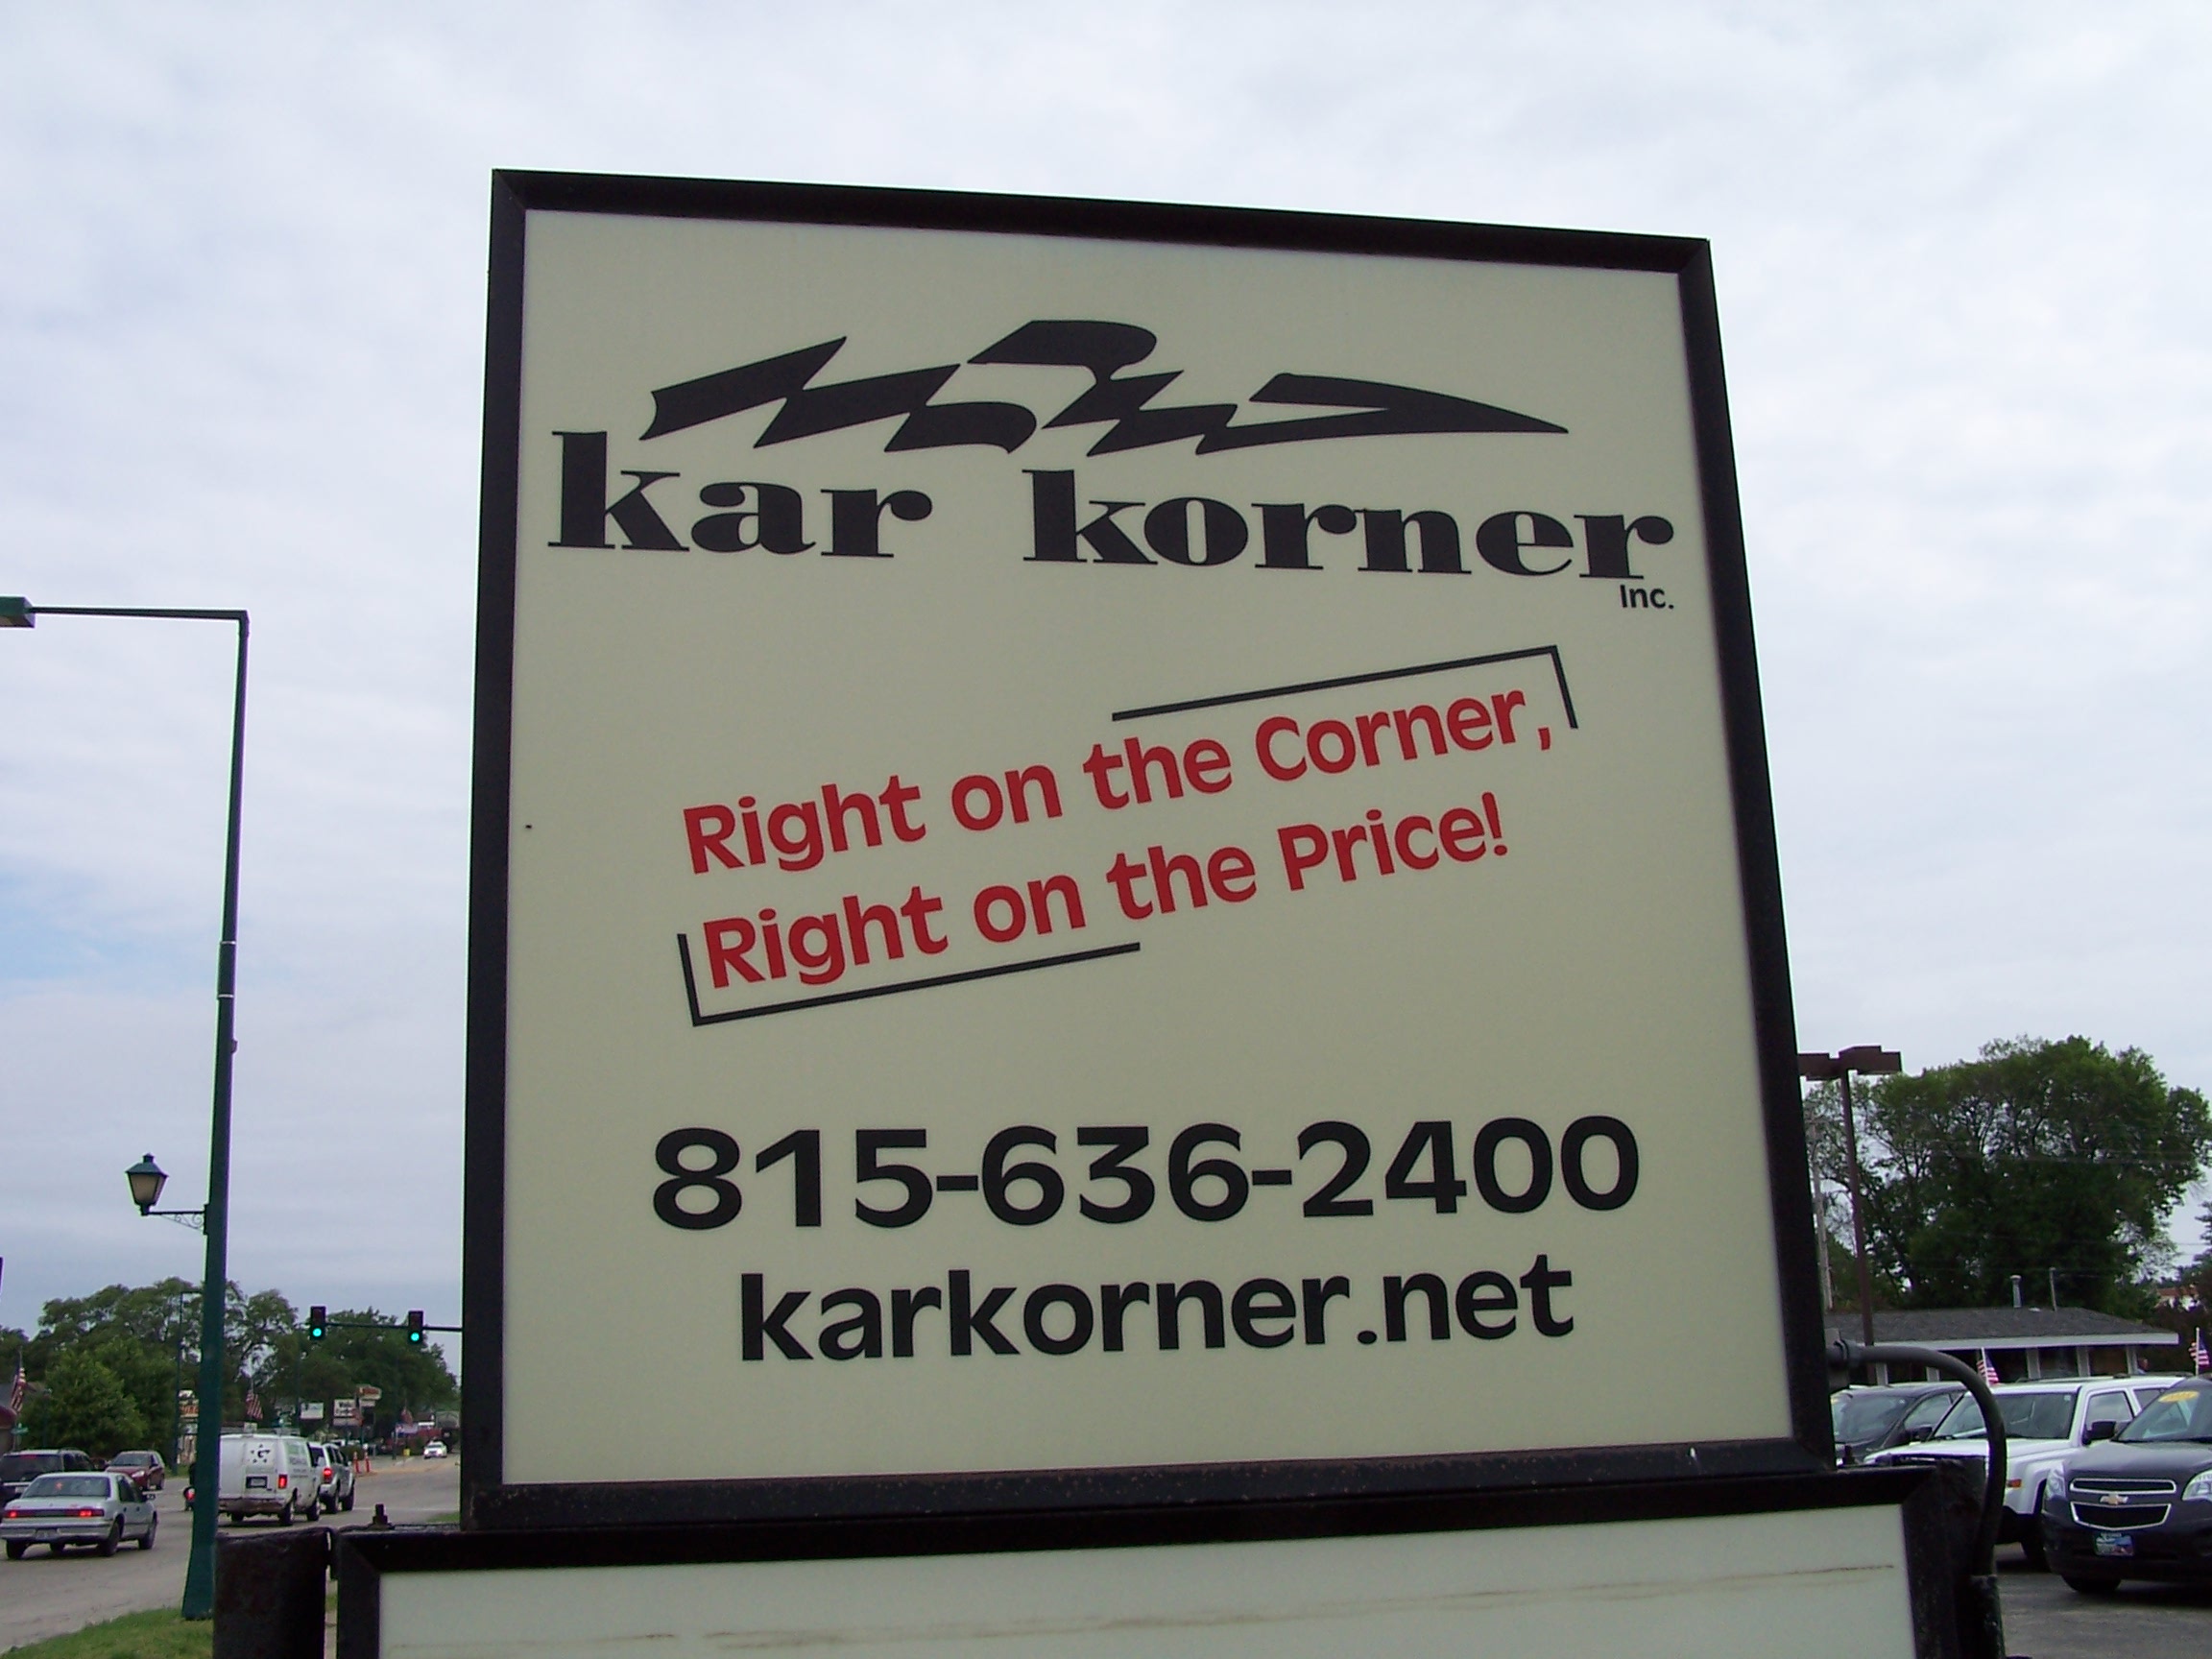 kar korner
Inc.
Right on the Corner,
Right on the Price!
815-636-2400
karkorner.net